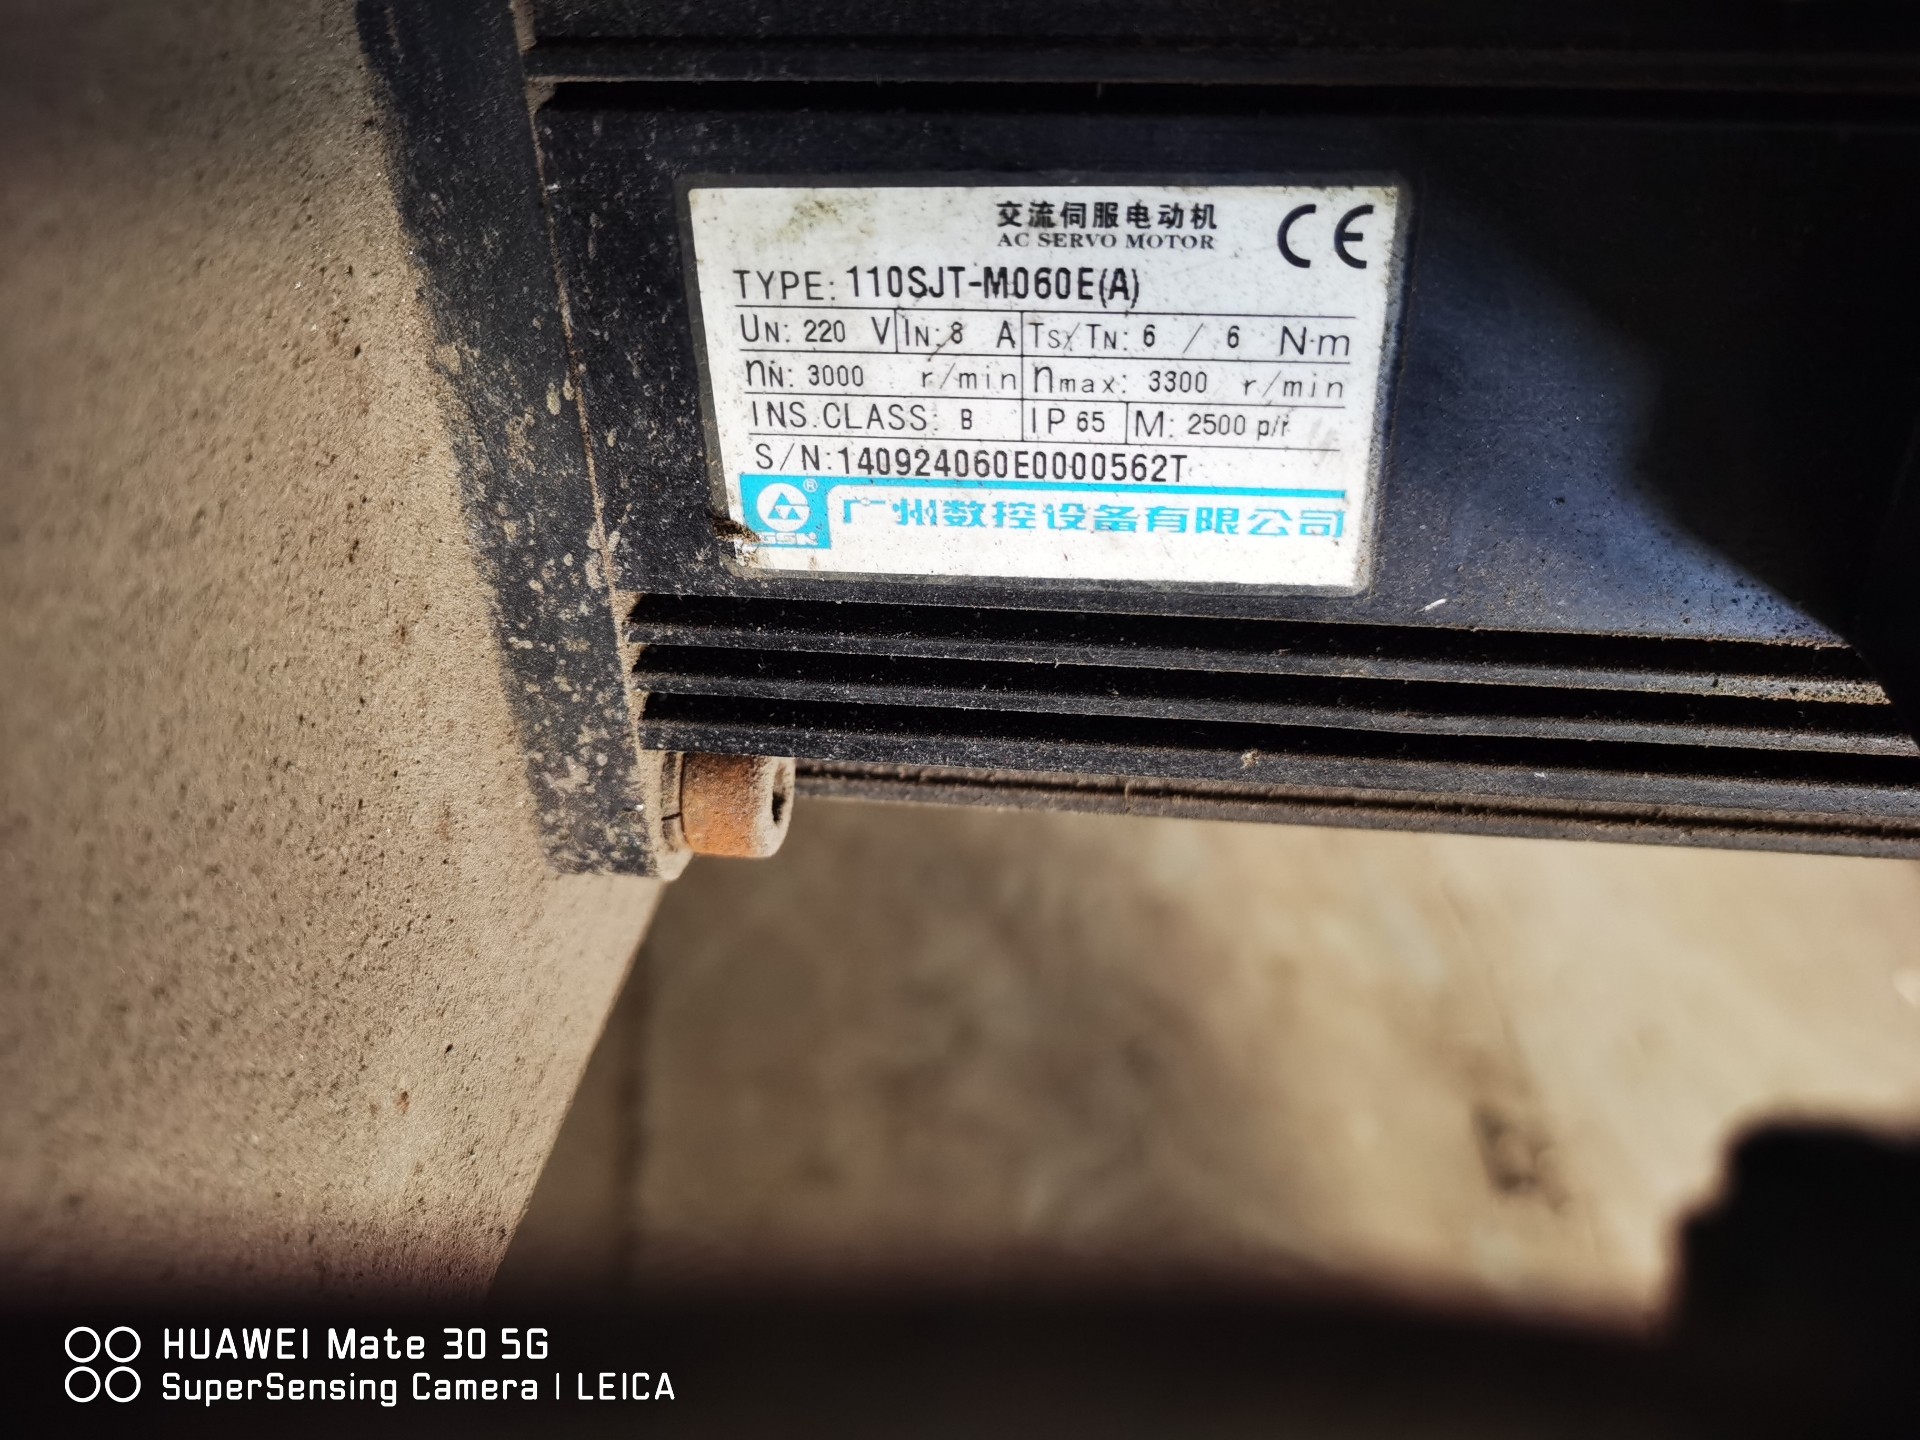 交流伺服电动机
AC SERVO MOTOR
CE
TYPE: 110SJT-M060E(A)
UN: 220 V IN: 8 A TS/TN: 6 / 6 N·m
nN: 3000 r/min nmax: 3300 r/min
INS.CLASS: B IP 65 M: 2500 p/r
S/N:140924060E0000562T
®
GSK 广州数控设备有限公司
HUAWEI Mate 30 5G
SuperSensing Camera | LEICA